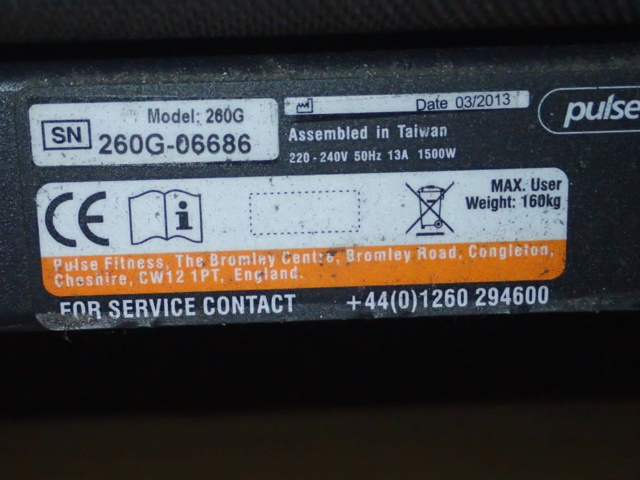 Model: 260G
SN 260G-06686
Date 03/2013
Assembled in Taiwan
220 - 240V 50Hz 13A 1500W
pulse
CE
i
MAX. User
Weight: 160kg
Pulse Fitness, The Bromley Centre, Bromley Road, Congleton,
Cheshire, CW12 1PT, England.
FOR SERVICE CONTACT +44(0)1260 294600